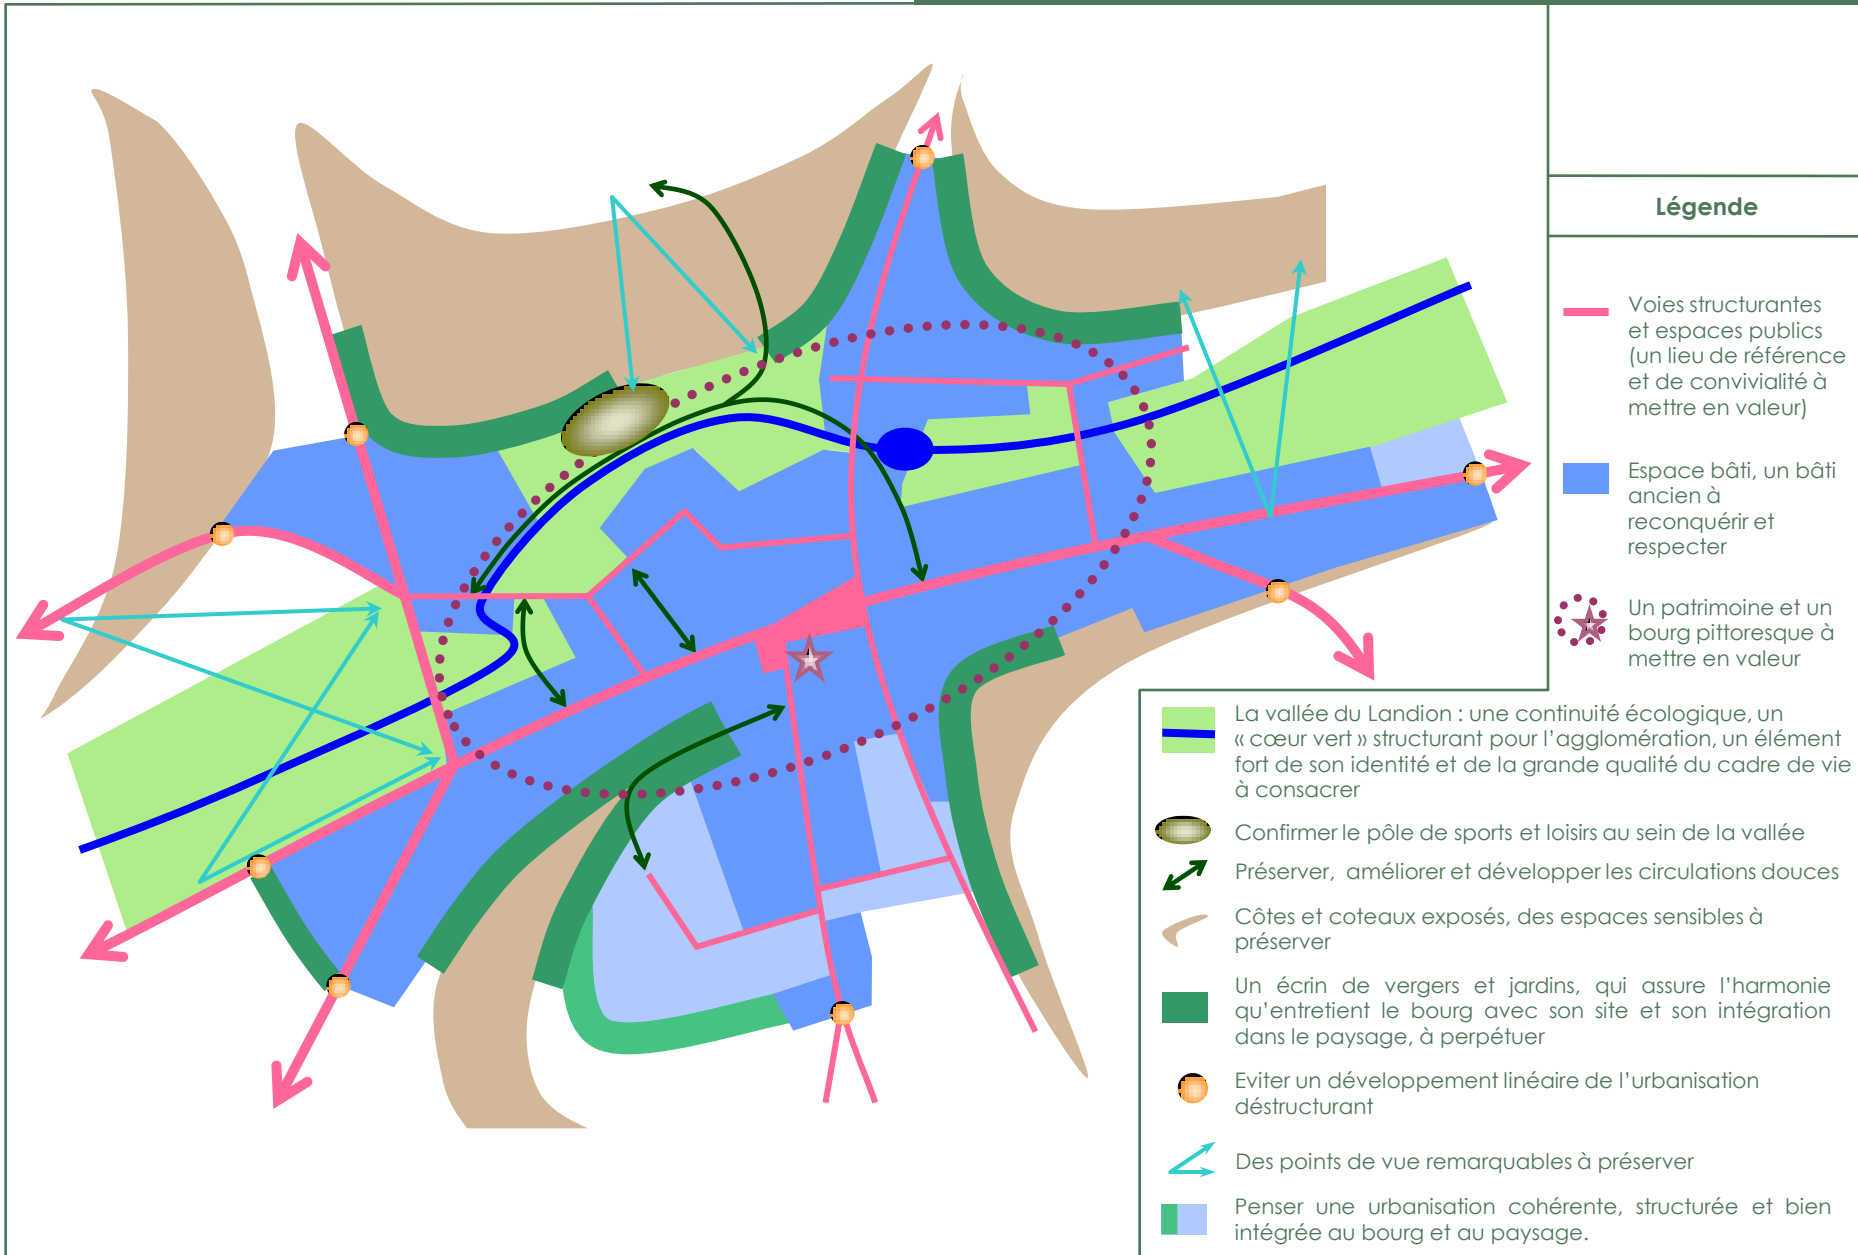 Légende
Voies structurantes
et espaces publics
(un lieu de référence
et de convivialité à
mettre en valeur)
Espace bâti, un bâti
ancien à
reconquérir et
respecter
Un patrimoine et un
bourg pittoresque à
mettre en valeur
La vallée du Landion : une continuité écologique, un
« cœur vert » structurant pour l’agglomération, un élément
fort de son identité et de la grande qualité du cadre de vie
à consacrer
Confirmer le pôle de sports et loisirs au sein de la vallée
Préserver, améliorer et développer les circulations douces
Côtes et coteaux exposés, des espaces sensibles à
préserver
Un écrin de vergers et jardins, qui assure l’harmonie
qu’entretient le bourg avec son site et son intégration
dans le paysage, à perpétuer
Eviter un développement linéaire de l’urbanisation
déstructurant
Des points de vue remarquables à préserver
Penser une urbanisation cohérente, structurée et bien
intégrée au bourg et au paysage.